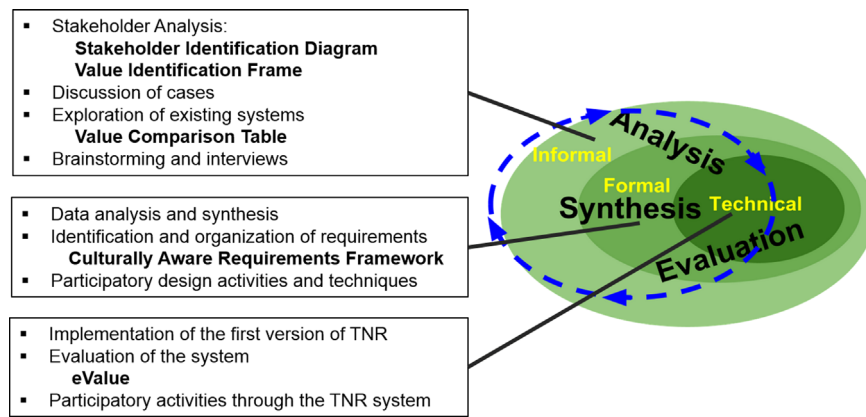 ▪ Stakeholder Analysis:
Stakeholder Identification Diagram
Value Identification Frame
▪ Discussion of cases
▪ Exploration of existing systems
Value Comparison Table
▪ Brainstorming and interviews
▪ Data analysis and synthesis
▪ Identification and organization of requirements
Culturally Aware Requirements Framework
▪ Participatory design activities and techniques
▪ Implementation of the first version of TNR
▪ Evaluation of the system
eValue
▪ Participatory activities through the TNR system
Analysis
Informal
Formal
Synthesis
Technical
Evaluation